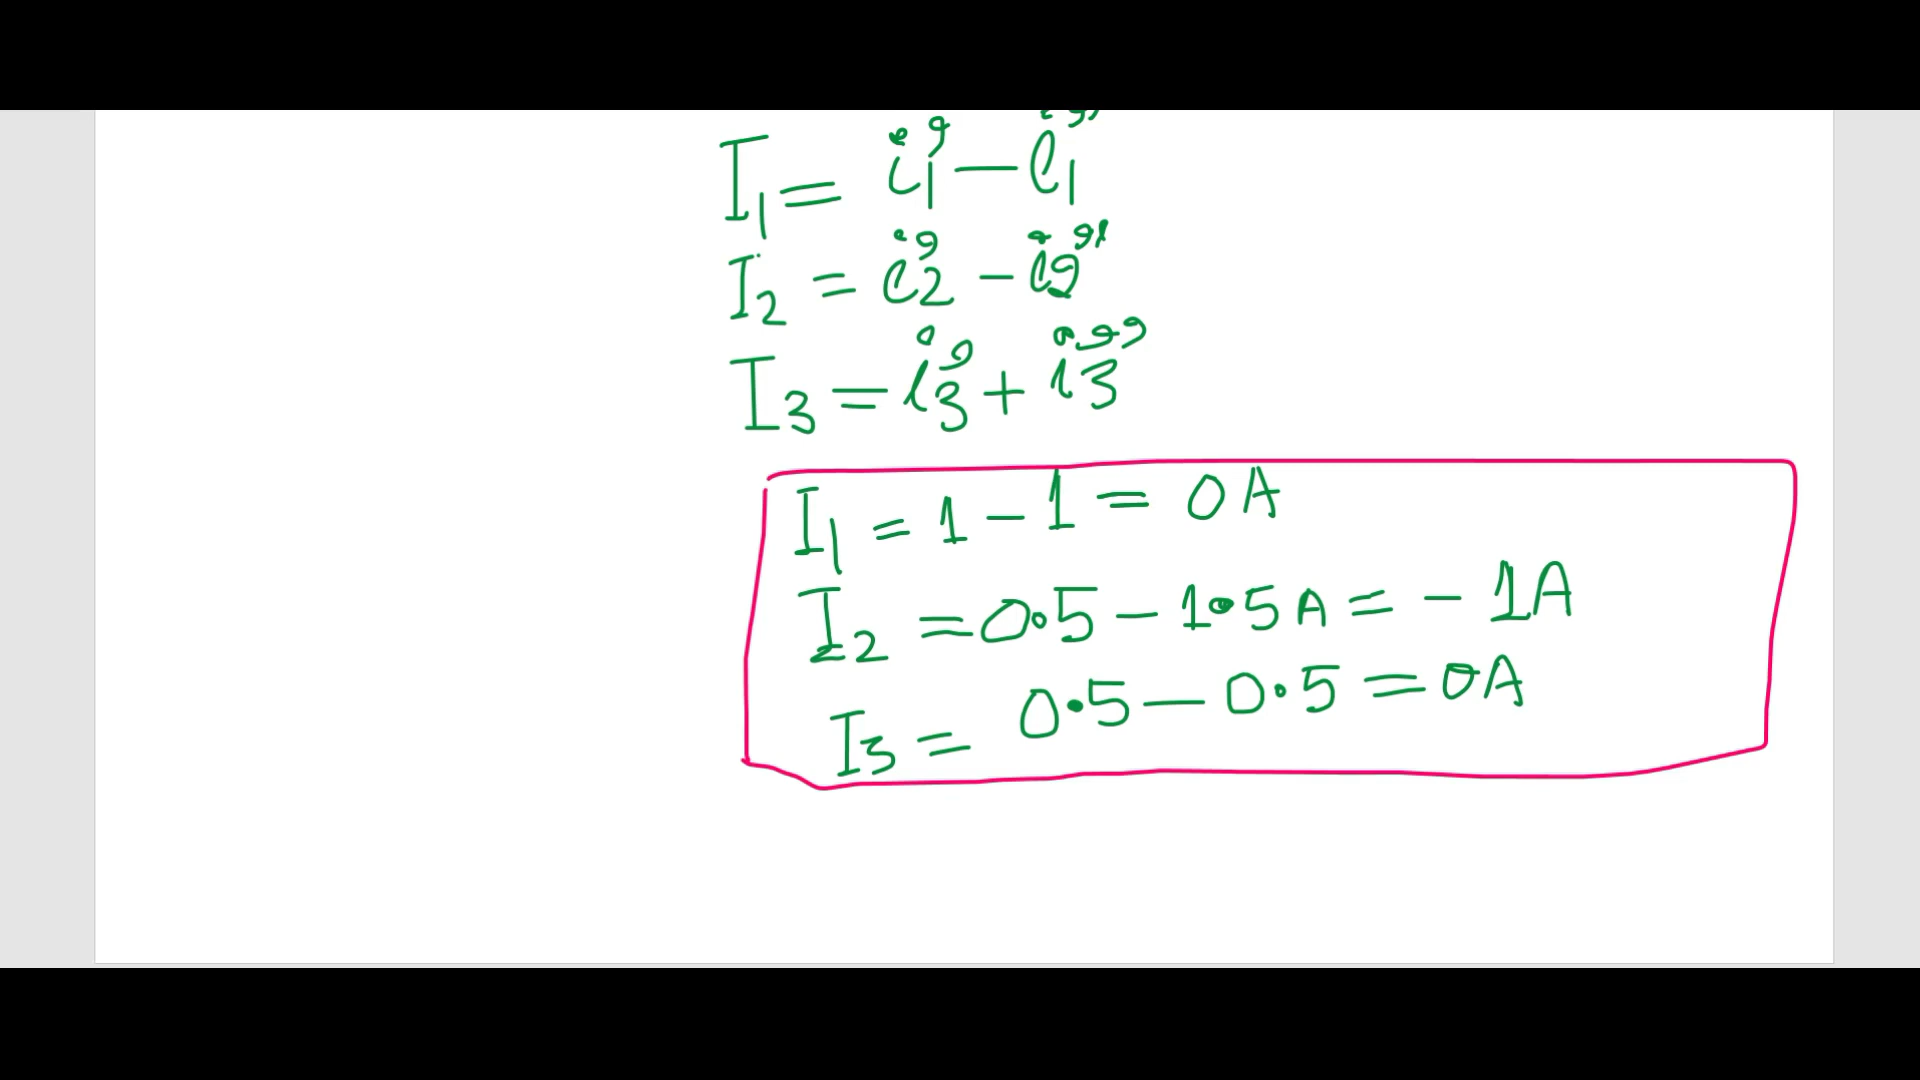 I₁ = i₁' - i₁''
I₂ = i₂' - i₂''
I₃ = i₃' + i₃''
I₁ = 1 - 1 = 0A
I₂ = 0.5 - 1.5A = -1A
I₃ = 0.5 - 0.5 = 0A